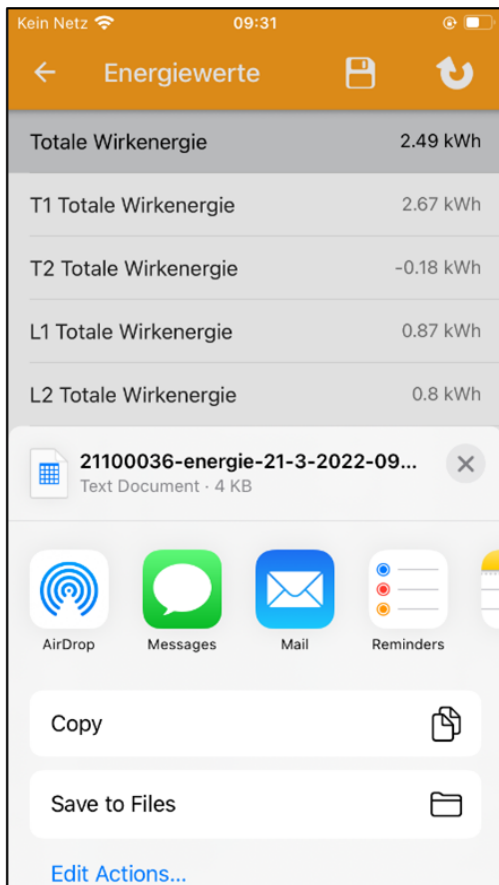 Kein Netz 09:31
Energiewerte
Totale Wirkenergie 2.49 kWh
T1 Totale Wirkenergie 2.67 kWh
T2 Totale Wirkenergie -0.18 kWh
L1 Totale Wirkenergie 0.87 kWh
L2 Totale Wirkenergie 0.8 kWh
21100036-energie-21-3-2022-09...
Text Document · 4 KB
AirDrop Messages Mail Reminders
Copy
Save to Files
Edit Actions...